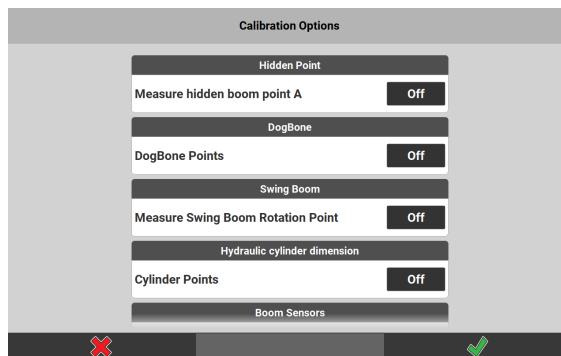 Calibration Options
Hidden Point
Measure hidden boom point A Off
DogBone
DogBone Points Off
Swing Boom
Measure Swing Boom Rotation Point Off
Hydraulic cylinder dimension
Cylinder Points Off
Boom Sensors